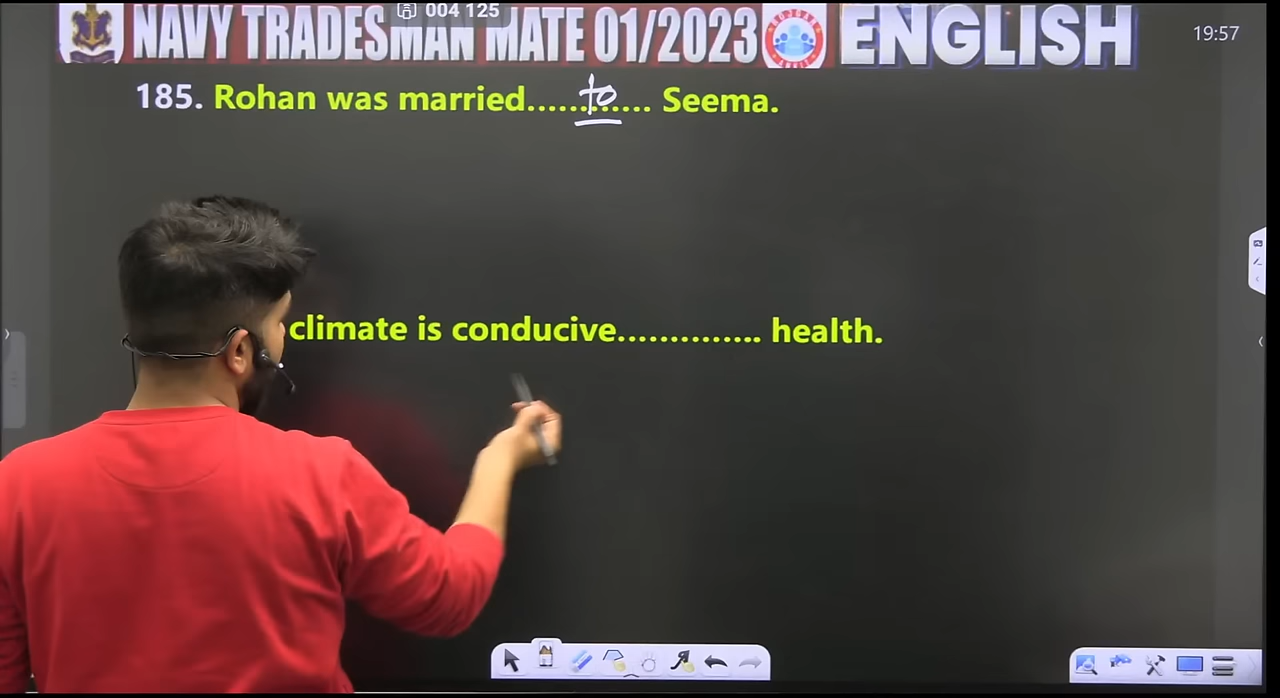 004 125
NAVY TRADESMAN MATE 01/2023 ENGLISH
19:57
185. Rohan was married......to...... Seema.
climate is conducive.............. health.